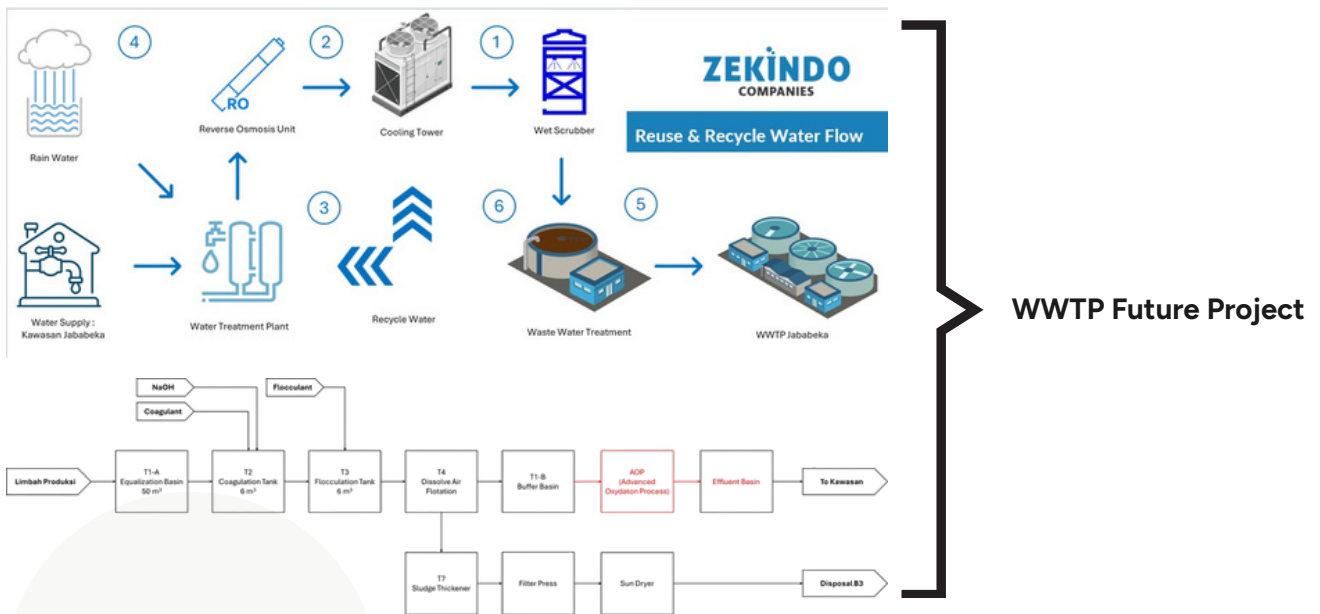 4
2
1
ZEKINDO
COMPANIES
RO
Reverse Osmosis Unit
Cooling Tower
Wet Scrubber
Reuse & Recycle Water Flow
Rain Water
3
6
5
Water Supply :
Kawasan Jababeka
Water Treatment Plant
Recycle Water
Waste Water Treatment
WWTP Jababeka
WWTP Future Project
NaOH
Coagulant
Flocculant
Limbah Produksi
T1-A
Equalization Basin
50 m³
T2
Coagulation Tank
6 m³
T3
Flocculation Tank
6 m³
T4
Dissolve Air
Flotation
T1-B
Buffer Basin
AOP
(Advanced
Oxydaton Process)
Effluent Basin
To Kawasan
T7
Sludge Thickener
Filter Press
Sun Dryer
Disposal B3